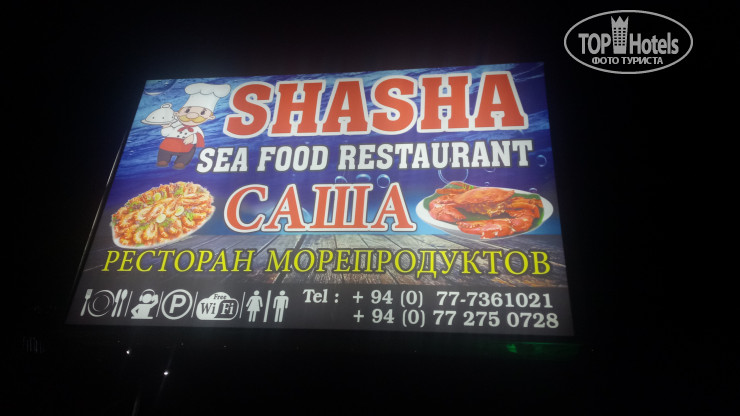 TOP Hotels
ФОТО ТУРИСТА
SHASHA
SEA FOOD RESTAURANT
САША
РЕСТОРАН МОРЕПРОДУКТОВ
P
Free
Wi Fi
Tel : + 94 (0) 77-7361021
+ 94 (0) 77 275 0728